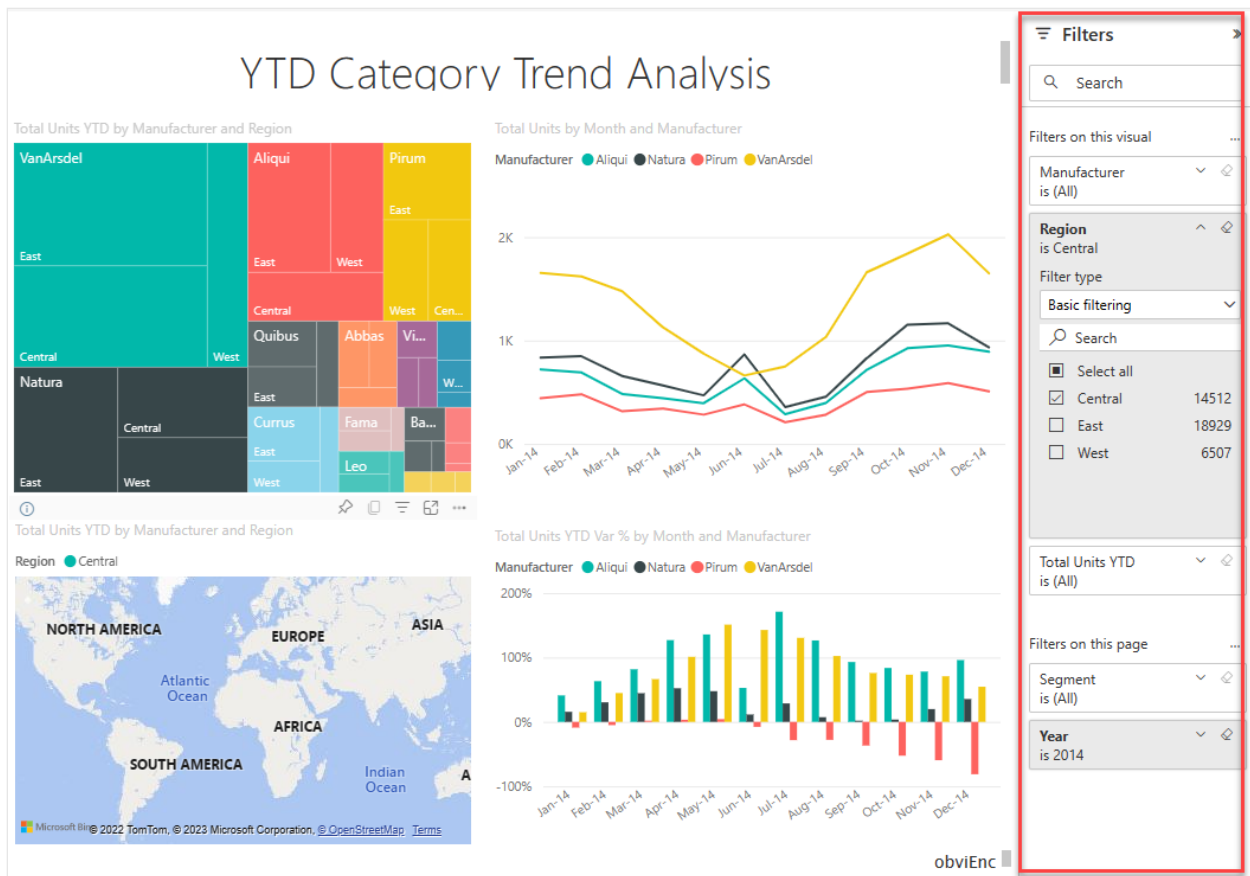 YTD Category Trend Analysis
Total Units YTD by Manufacturer and Region
VanArsdel
East
Central
West
Natura
East
Central
West
Aliqui
East
West
Central
Pirum
East
West
Cen...
Quibus
East
Abbas
Vi...
W...
Currus
East
West
Fama
Leo
Ba...
Total Units by Month and Manufacturer
Manufacturer Aliqui Natura Pirum VanArsdel
2K
1K
0K
Jan-14 Feb-14 Mar-14 Apr-14 May-14 Jun-14 Jul-14 Aug-14 Sep-14 Oct-14 Nov-14 Dec-14
Total Units YTD by Manufacturer and Region
Region Central
NORTH AMERICA
EUROPE
ASIA
Atlantic
Ocean
AFRICA
SOUTH AMERICA
Indian
Ocean
A
Microsoft Bin © 2022 TomTom, © 2023 Microsoft Corporation, © OpenStreetMap Terms
Total Units YTD Var % by Month and Manufacturer
Manufacturer Aliqui Natura Pirum VanArsdel
200%
100%
0%
-100%
Jan-14 Feb-14 Mar-14 Apr-14 May-14 Jun-14 Jul-14 Aug-14 Sep-14 Oct-14 Nov-14 Dec-14
obviEnc
Filters
Search
Filters on this visual
Manufacturer
is (All)
Region
is Central
Filter type
Basic filtering
Search
Select all
Central 14512
East 18929
West 6507
Total Units YTD
is (All)
Filters on this page
Segment
is (All)
Year
is 2014